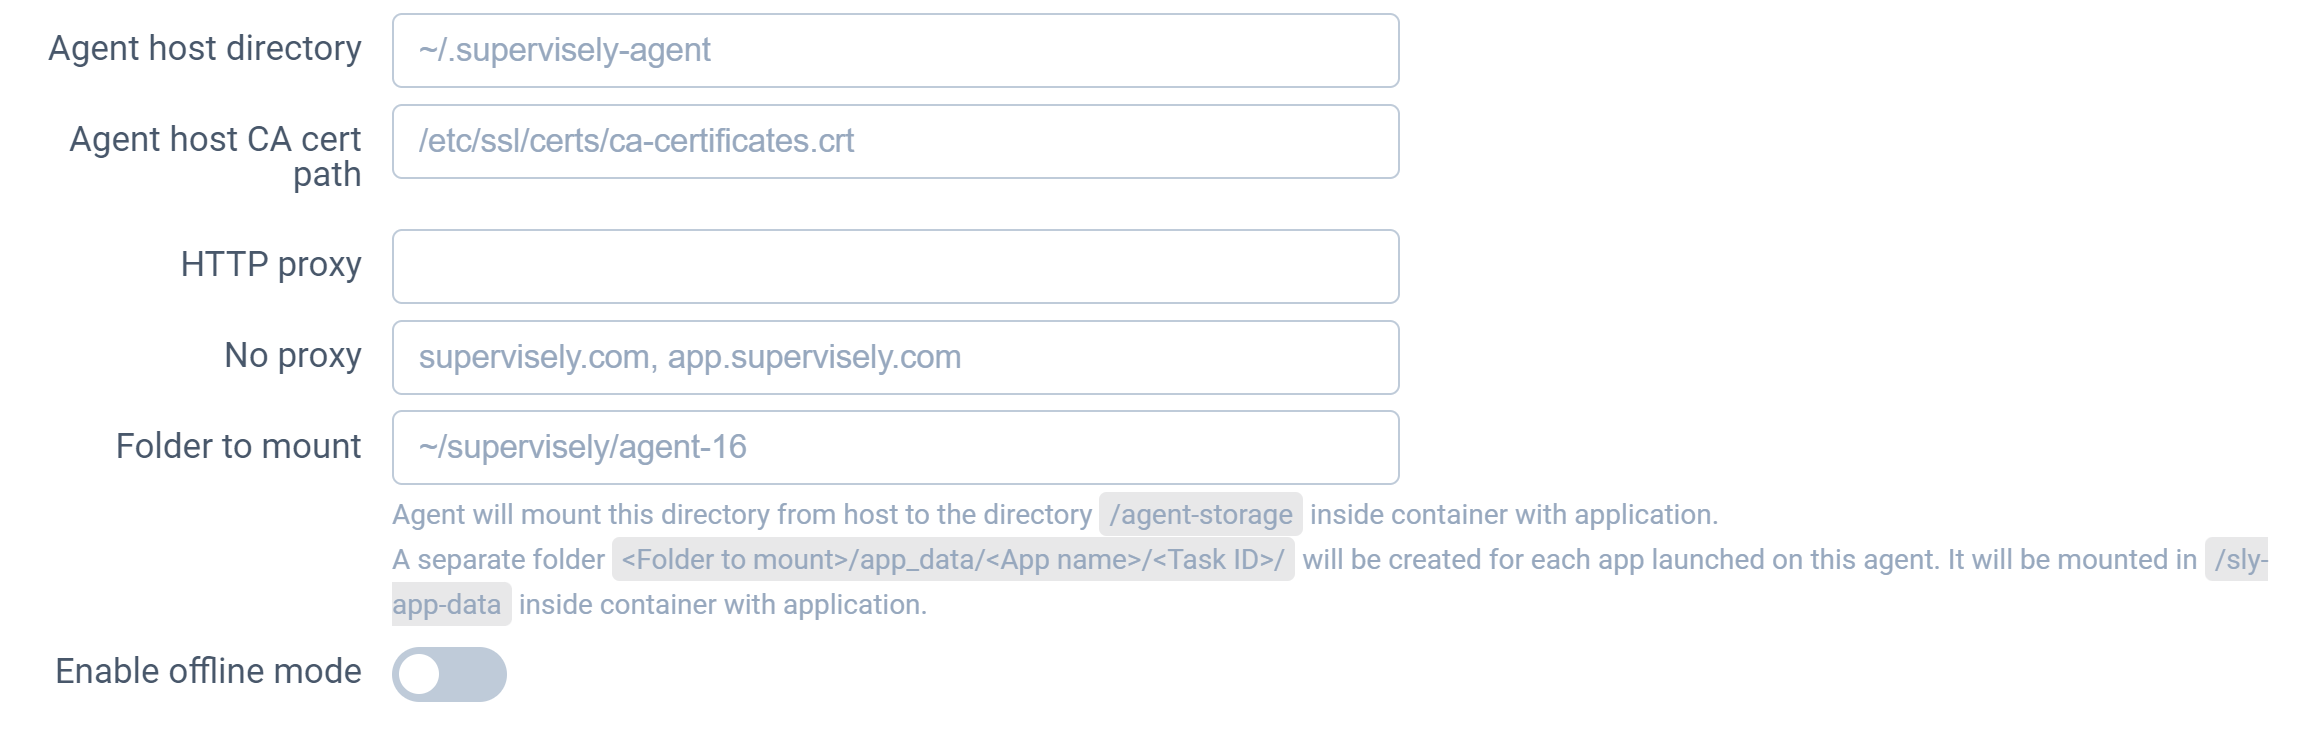 Agent host directory
~/.supervisely-agent
Agent host CA cert
path
/etc/ssl/certs/ca-certificates.crt
HTTP proxy
No proxy
supervisely.com, app.supervisely.com
Folder to mount
~/supervisely/agent-16
Agent will mount this directory from host to the directory /agent-storage inside container with application.
A separate folder <Folder to mount>/app_data/<App name>/<Task ID>/ will be created for each app launched on this agent. It will be mounted in /sly-
app-data inside container with application.
Enable offline mode